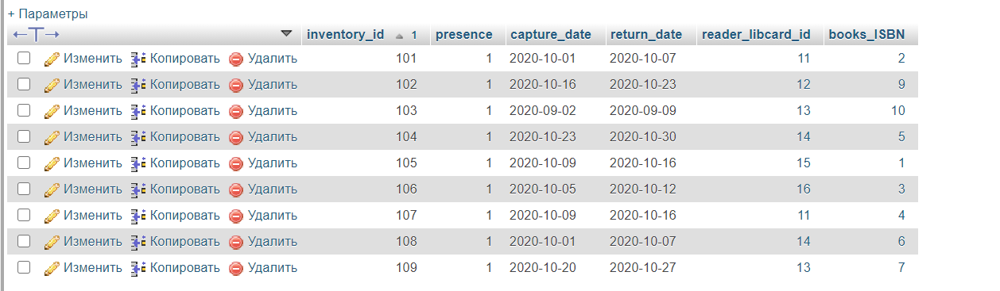 + Параметры
←T→ inventory_id 1 presence capture_date return_date reader_libcard_id books_ISBN
Изменить Копировать Удалить 101 1 2020-10-01 2020-10-07 11 2
Изменить Копировать Удалить 102 1 2020-10-16 2020-10-23 12 9
Изменить Копировать Удалить 103 1 2020-09-02 2020-09-09 13 10
Изменить Копировать Удалить 104 1 2020-10-23 2020-10-30 14 5
Изменить Копировать Удалить 105 1 2020-10-09 2020-10-16 15 1
Изменить Копировать Удалить 106 1 2020-10-05 2020-10-12 16 3
Изменить Копировать Удалить 107 1 2020-10-09 2020-10-16 11 4
Изменить Копировать Удалить 108 1 2020-10-01 2020-10-07 14 6
Изменить Копировать Удалить 109 1 2020-10-20 2020-10-27 13 7